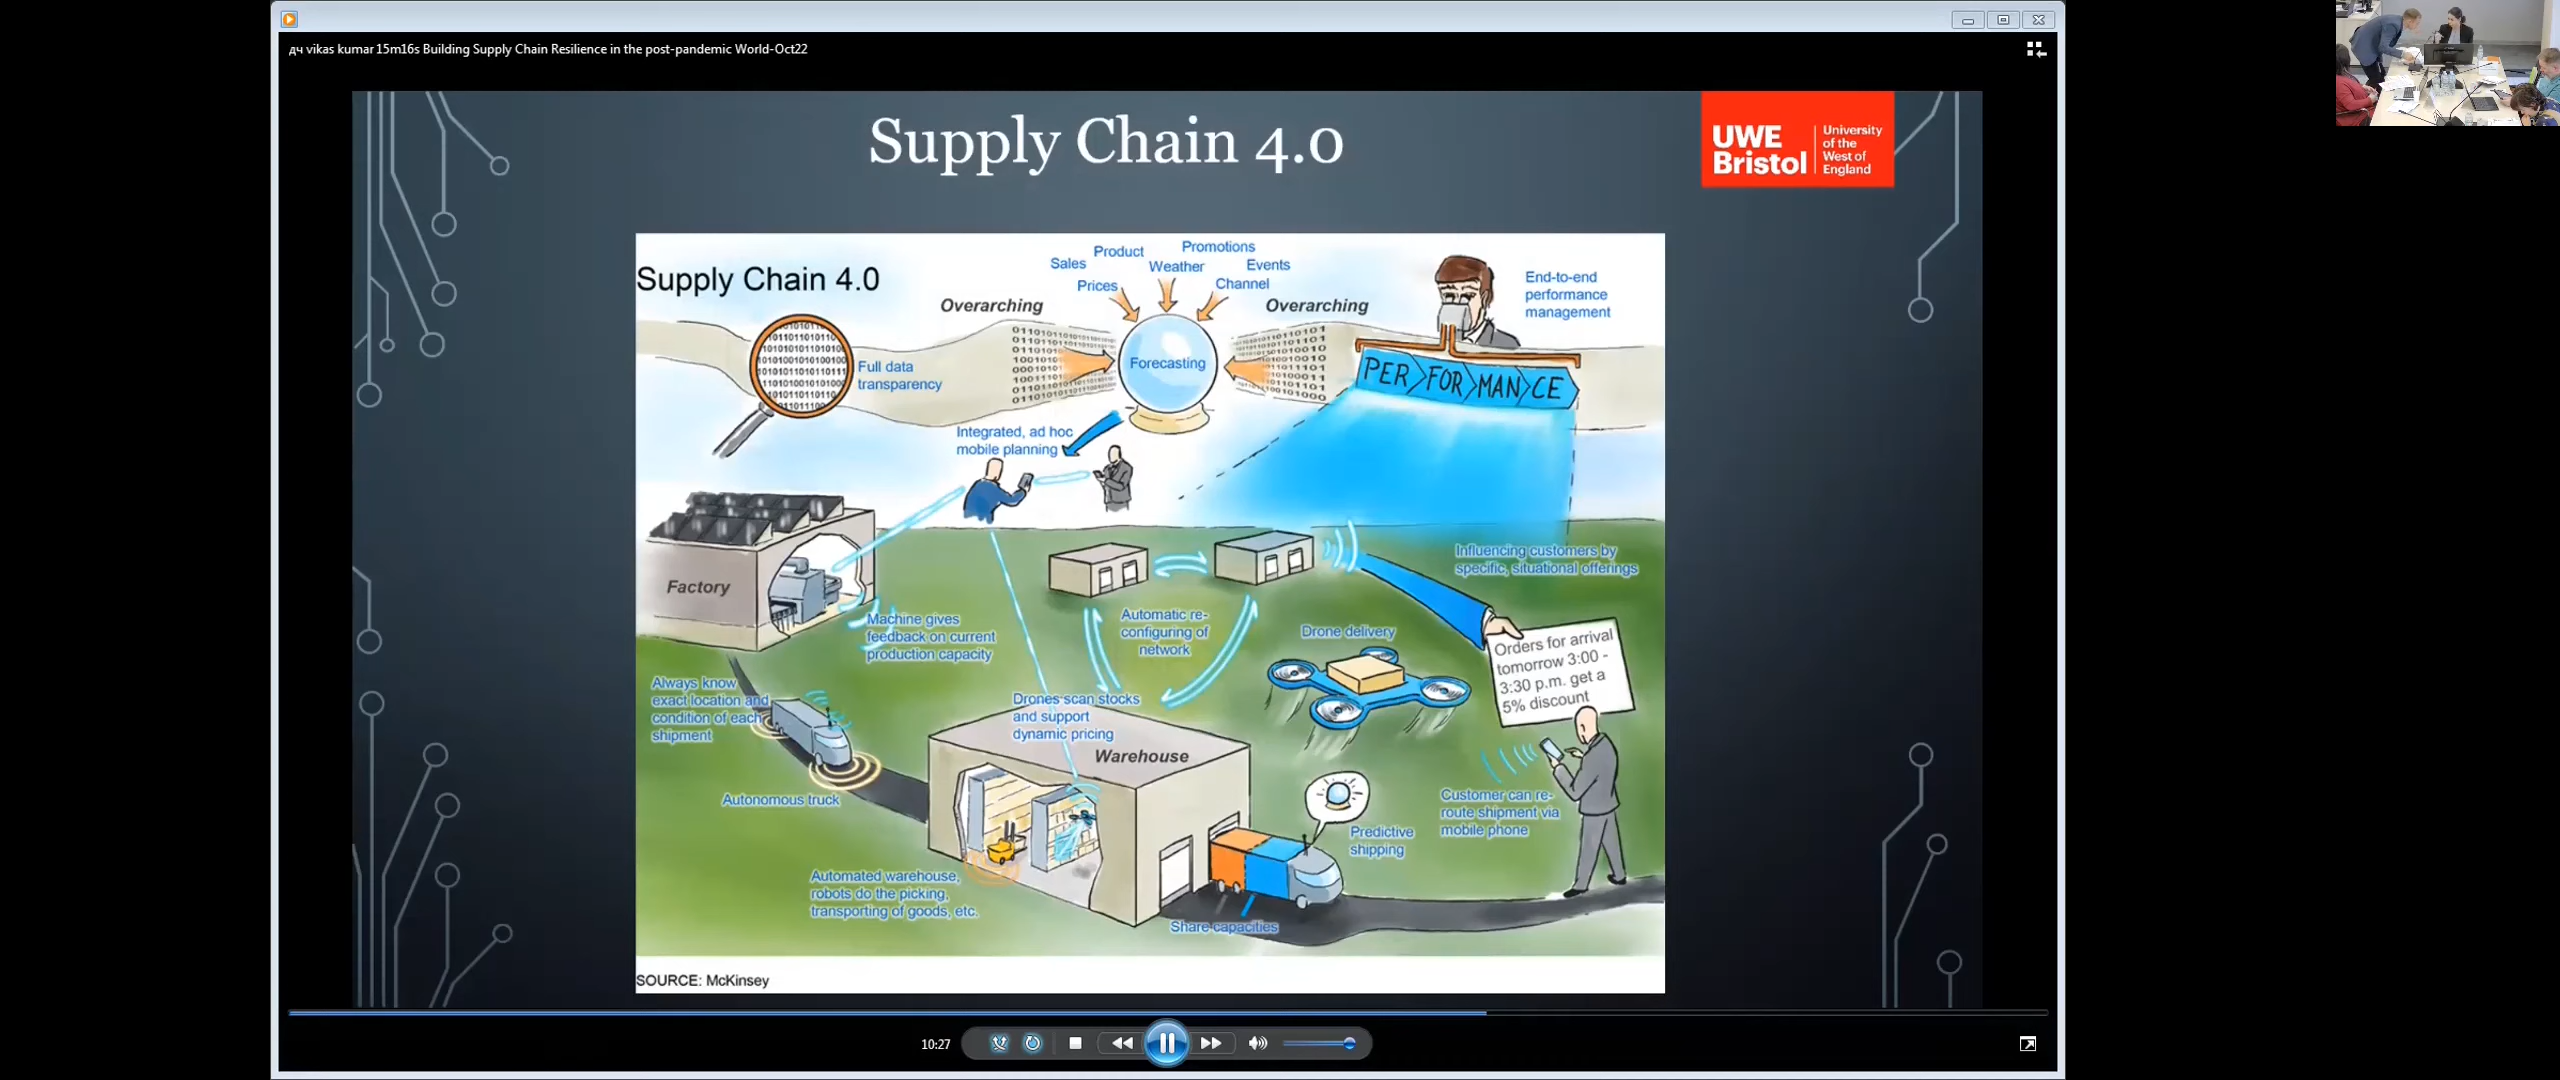 дч vikas kumar 15m16s Building Supply Chain Resilience in the post-pandemic World-Oct22
Supply Chain 4.0
UWE
Bristol
University
of the
West of
England
Supply Chain 4.0
Sales
Product
Promotions
Weather
Events
Prices
Channel
Overarching
Overarching
End-to-end
performance
management
Full data
transparency
Forecasting
PER FOR MAN CE
Integrated, ad hoc
mobile planning
Factory
Machine gives
feedback on current
production capacity
Automatic re-
configuring of
network
Influencing customers by
specific, situational offerings
Drone delivery
Orders for arrival
tomorrow 3:00 -
3:30 p.m. get a
5% discount
Always know
exact location and
condition of each
shipment
Autonomous truck
Drones scan stocks
and support
dynamic pricing
Warehouse
Customer can re-
route shipment via
mobile phone
Predictive
shipping
Automated warehouse,
robots do the picking,
transporting of goods, etc.
Share capacities
SOURCE: McKinsey
10:27